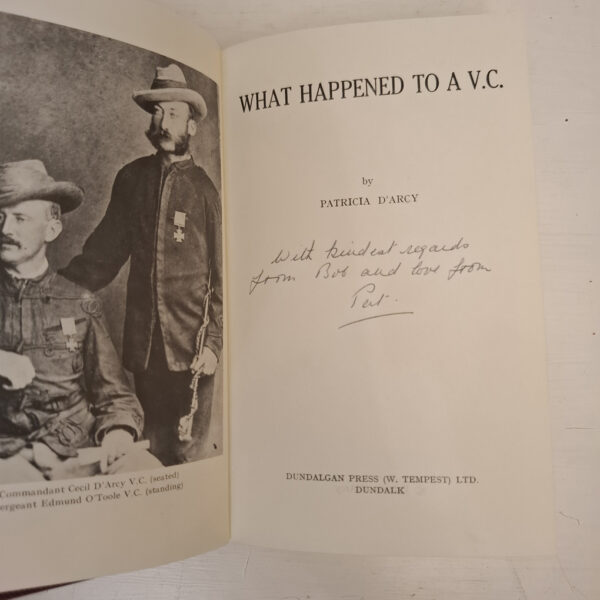 Commandant Cecil D'Arcy V.C. (seated)
Sergeant Edmund O'Toole V.C. (standing)
WHAT HAPPENED TO A V.C.
by
PATRICIA D'ARCY
With kindest regards
from Bob and love from
Pat.
DUNDALGAN PRESS (W. TEMPEST) LTD.
DUNDALK